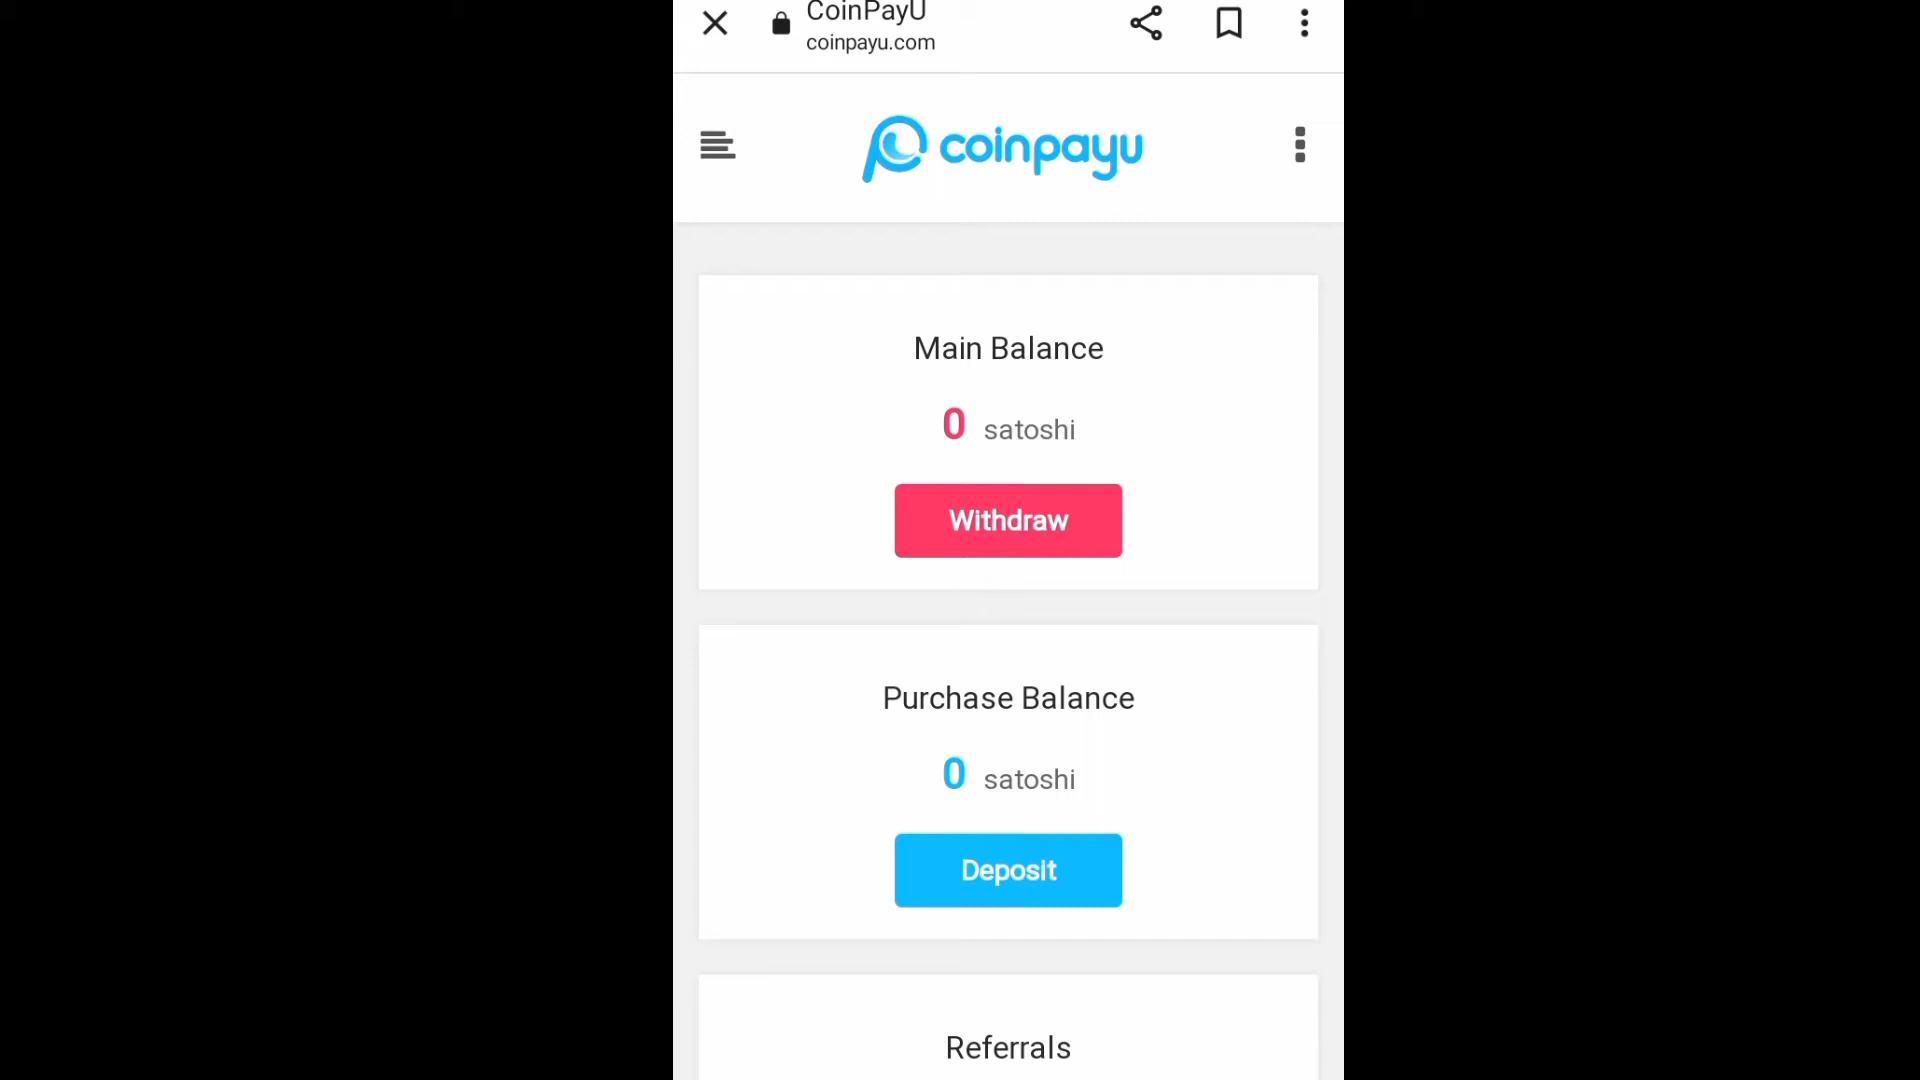 CoinPayU
coinpayu.com
coinpayu
Main Balance
0 satoshi
Withdraw
Purchase Balance
0 satoshi
Deposit
Referrals